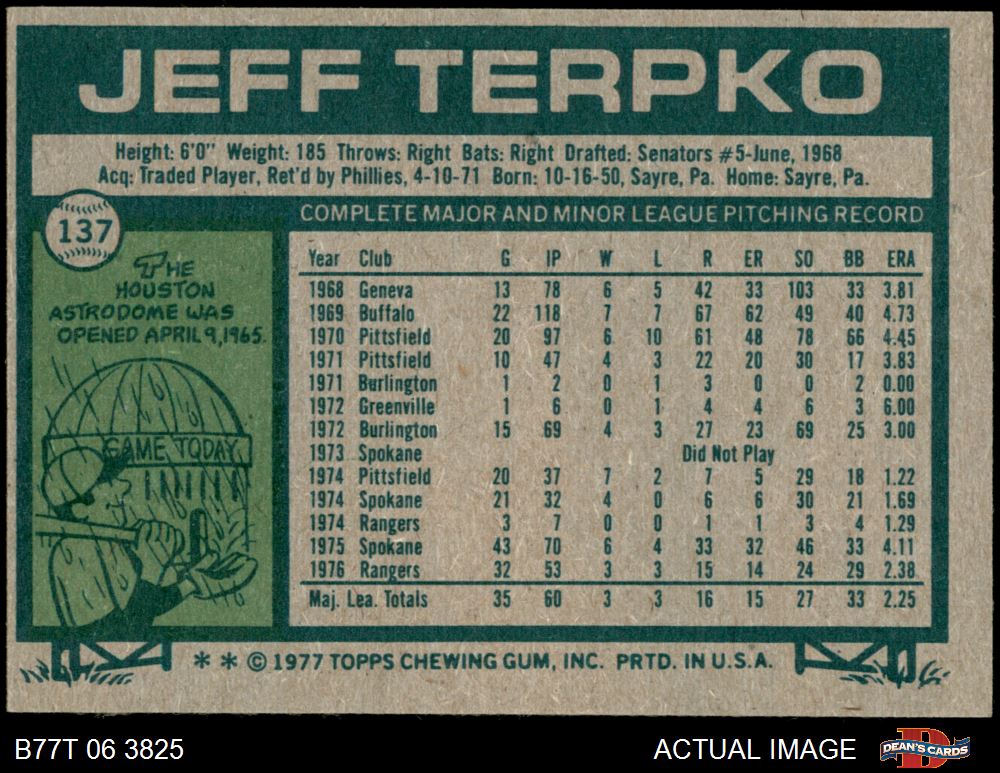 JEFF TERPKO
Height: 6'0" Weight: 185 Throws: Right Bats: Right Drafted: Senators #5-June, 1968
Acq: Traded Player, Ret'd by Phillies, 4-10-71 Born: 10-16-50, Sayre, Pa. Home: Sayre, Pa.
137
THE
HOUSTON
ASTRODOME WAS
OPENED APRIL 9, 1965.
GAME TODAY
COMPLETE MAJOR AND MINOR LEAGUE PITCHING RECORD
Year Club G IP W L R ER SO BB ERA
1968 Geneva 13 78 6 5 42 33 103 33 3.81
1969 Buffalo 22 118 7 7 67 62 49 40 4.73
1970 Pittsfield 20 97 6 10 61 48 78 66 4.45
1971 Pittsfield 10 47 4 3 22 20 30 17 3.83
1971 Burlington 1 2 0 1 3 0 0 2 0.00
1972 Greenville 1 6 0 1 4 4 6 3 6.00
1972 Burlington 15 69 4 3 27 23 69 25 3.00
1973 Spokane Did Not Play
1974 Pittsfield 20 37 7 2 7 5 29 18 1.22
1974 Spokane 21 32 4 0 6 6 30 21 1.69
1974 Rangers 3 7 0 0 1 1 3 4 1.29
1975 Spokane 43 70 6 4 33 32 46 33 4.11
1976 Rangers 32 53 3 3 15 14 24 29 2.38
Maj. Lea. Totals 35 60 3 3 16 15 27 33 2.25
* * © 1977 TOPPS CHEWING GUM, INC. PRTD. IN U.S.A.
B77T 06 3825
ACTUAL IMAGE
DEAN'S CARDS